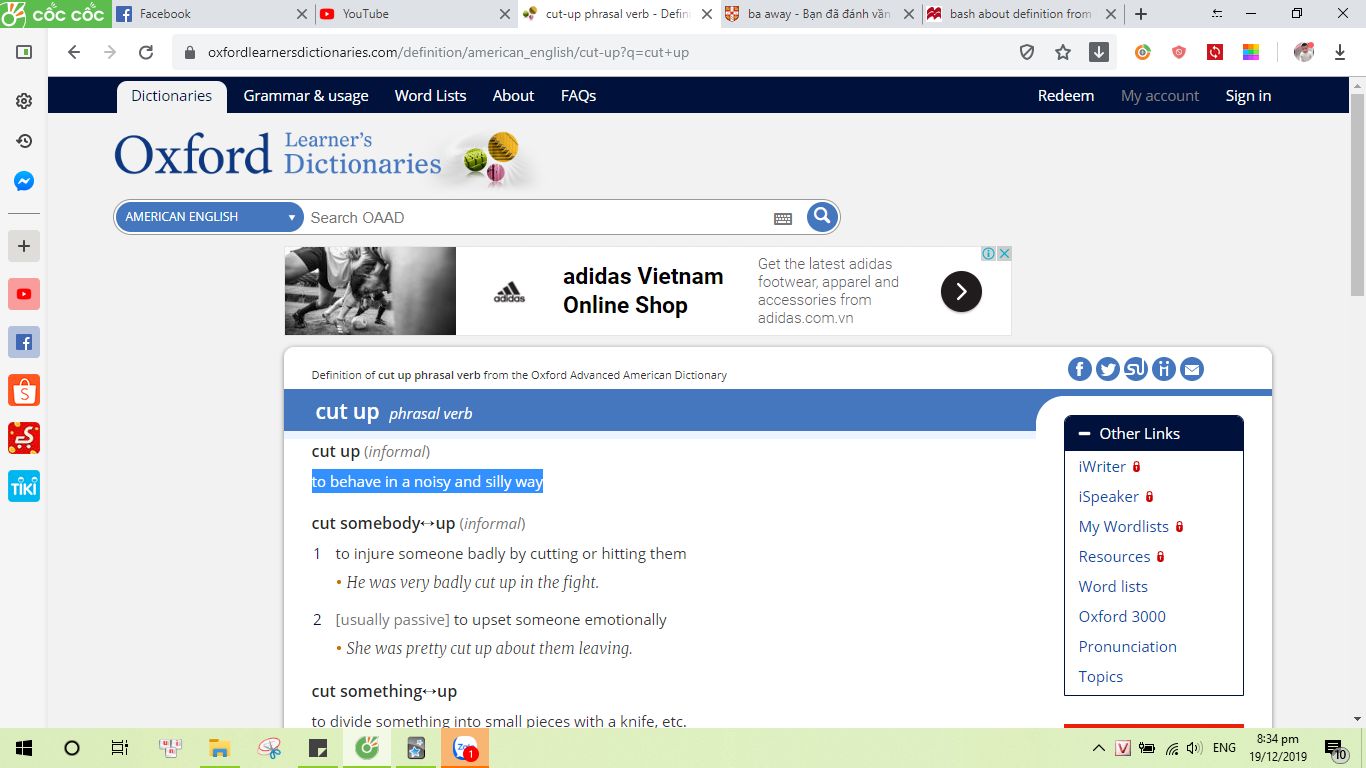 cốc cốc
Facebook
YouTube
cut-up phrasal verb - Defin
ba away - Bạn đã đánh vần
bash about definition from
oxfordlearnersdictionaries.com/definition/american_english/cut-up?q=cut+up
Dictionaries Grammar & usage Word Lists About FAQs Redeem My account Sign in
Oxford Learner's Dictionaries
AMERICAN ENGLISH Search OAAD
adidas
adidas Vietnam
Online Shop
Get the latest adidas
footwear, apparel and
accessories from
adidas.com.vn
Definition of cut up phrasal verb from the Oxford Advanced American Dictionary
cut up phrasal verb
cut up (informal)
to behave in a noisy and silly way
cut somebody↔up (informal)
1 to injure someone badly by cutting or hitting them
• He was very badly cut up in the fight.
2 [usually passive] to upset someone emotionally
• She was pretty cut up about them leaving.
cut something↔up
to divide something into small pieces with a knife, etc.
Other Links
iWriter
iSpeaker
My Wordlists
Resources
Word lists
Oxford 3000
Pronunciation
Topics
TIKI
1
V
ENG
8:34 pm
19/12/2019
10